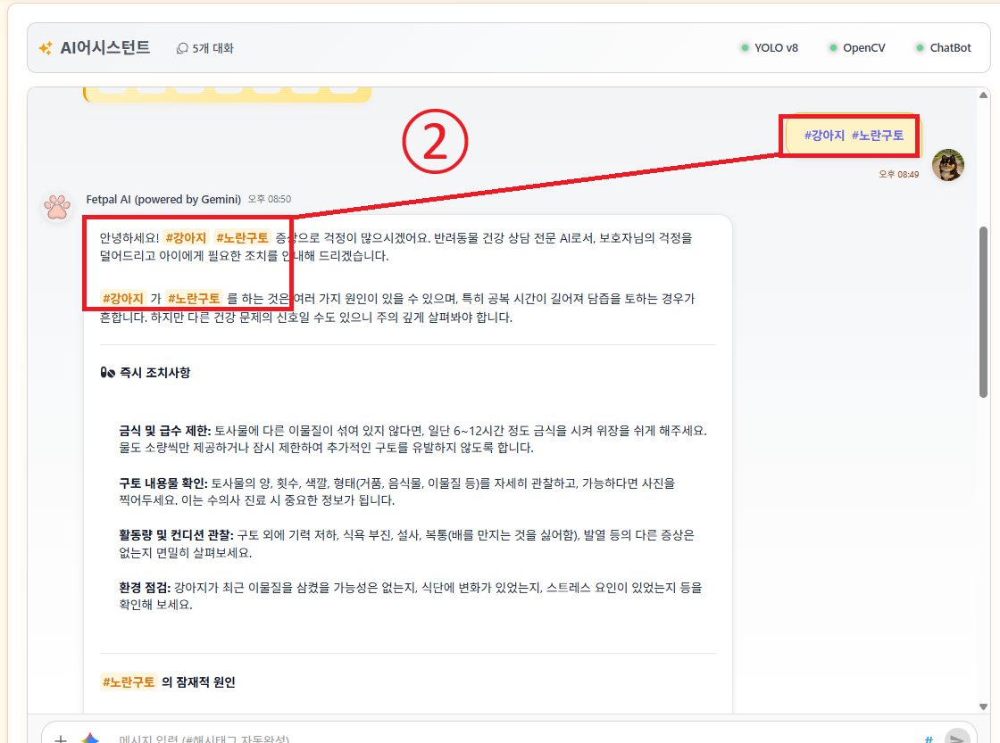 AI어시스턴트
5개 대화
YOLO v8
OpenCV
ChatBot
#강아지 #노란구토
오후 08:49
2
Fetpal AI (powered by Gemini) 오후 08:50
안녕하세요! #강아지 #노란구토 증상으로 걱정이 많으시겠어요. 반려동물 건강 상담 전문 AI로서, 보호자님의 걱정을
덜어드리고 아이에게 필요한 조치를 안내해 드리겠습니다.
#강아지 가 #노란구토 를 하는 것은 여러 가지 원인이 있을 수 있으며, 특히 공복 시간이 길어져 담즙을 토하는 경우가
흔합니다. 하지만 다른 건강 문제의 신호일 수도 있으니 주의 깊게 살펴봐야 합니다.
즉시 조치사항
금식 및 급수 제한: 토사물에 다른 이물질이 섞여 있지 않다면, 일단 6~12시간 정도 금식을 시켜 위장을 쉬게 해주세요.
물도 소량씩만 제공하거나 잠시 제한하여 추가적인 구토를 유발하지 않도록 합니다.
구토 내용물 확인: 토사물의 양, 횟수, 색깔, 형태(거품, 음식물, 이물질 등)를 자세히 관찰하고, 가능하다면 사진을
찍어두세요. 이는 수의사 진료 시 중요한 정보가 됩니다.
활동량 및 컨디션 관찰: 구토 외에 기력 저하, 식욕 부진, 설사, 복통(배를 만지는 것을 싫어함), 발열 등의 다른 증상은
없는지 면밀히 살펴보세요.
환경 점검: 강아지가 최근 이물질을 삼켰을 가능성은 없는지, 식단에 변화가 있었는지, 스트레스 요인이 있었는지 등을
확인해 보세요.
#노란구토 의 잠재적 원인
메시지 입력 (#해시태그 자동완성)
#